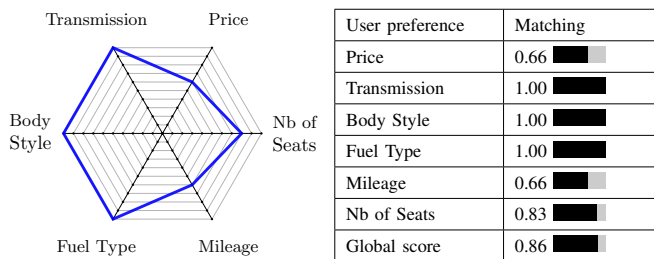 Transmission
Price
Body
Style
Nb of
Seats
Fuel Type
Mileage
User preference Matching
Price 0.66
Transmission 1.00
Body Style 1.00
Fuel Type 1.00
Mileage 0.66
Nb of Seats 0.83
Global score 0.86